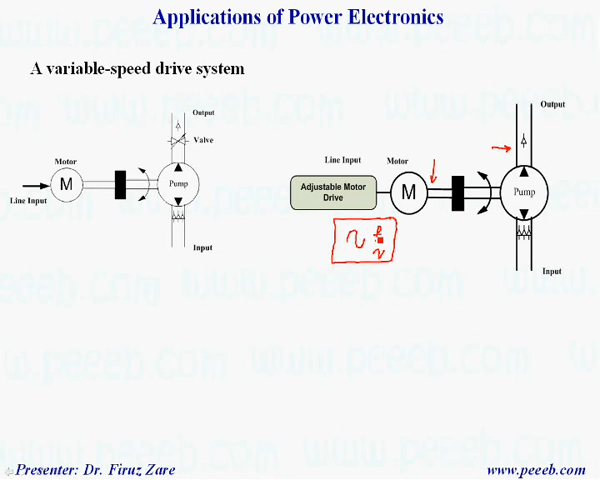 Applications of Power Electronics
A variable-speed drive system
Output
Valve
Motor
M
Pump
Line Input
Input
Output
Line Input
Motor
Adjustable Motor
Drive
M
Pump
Input
www.peeeb.com
Presenter: Dr. Firuz Zare
www.peeeb.com